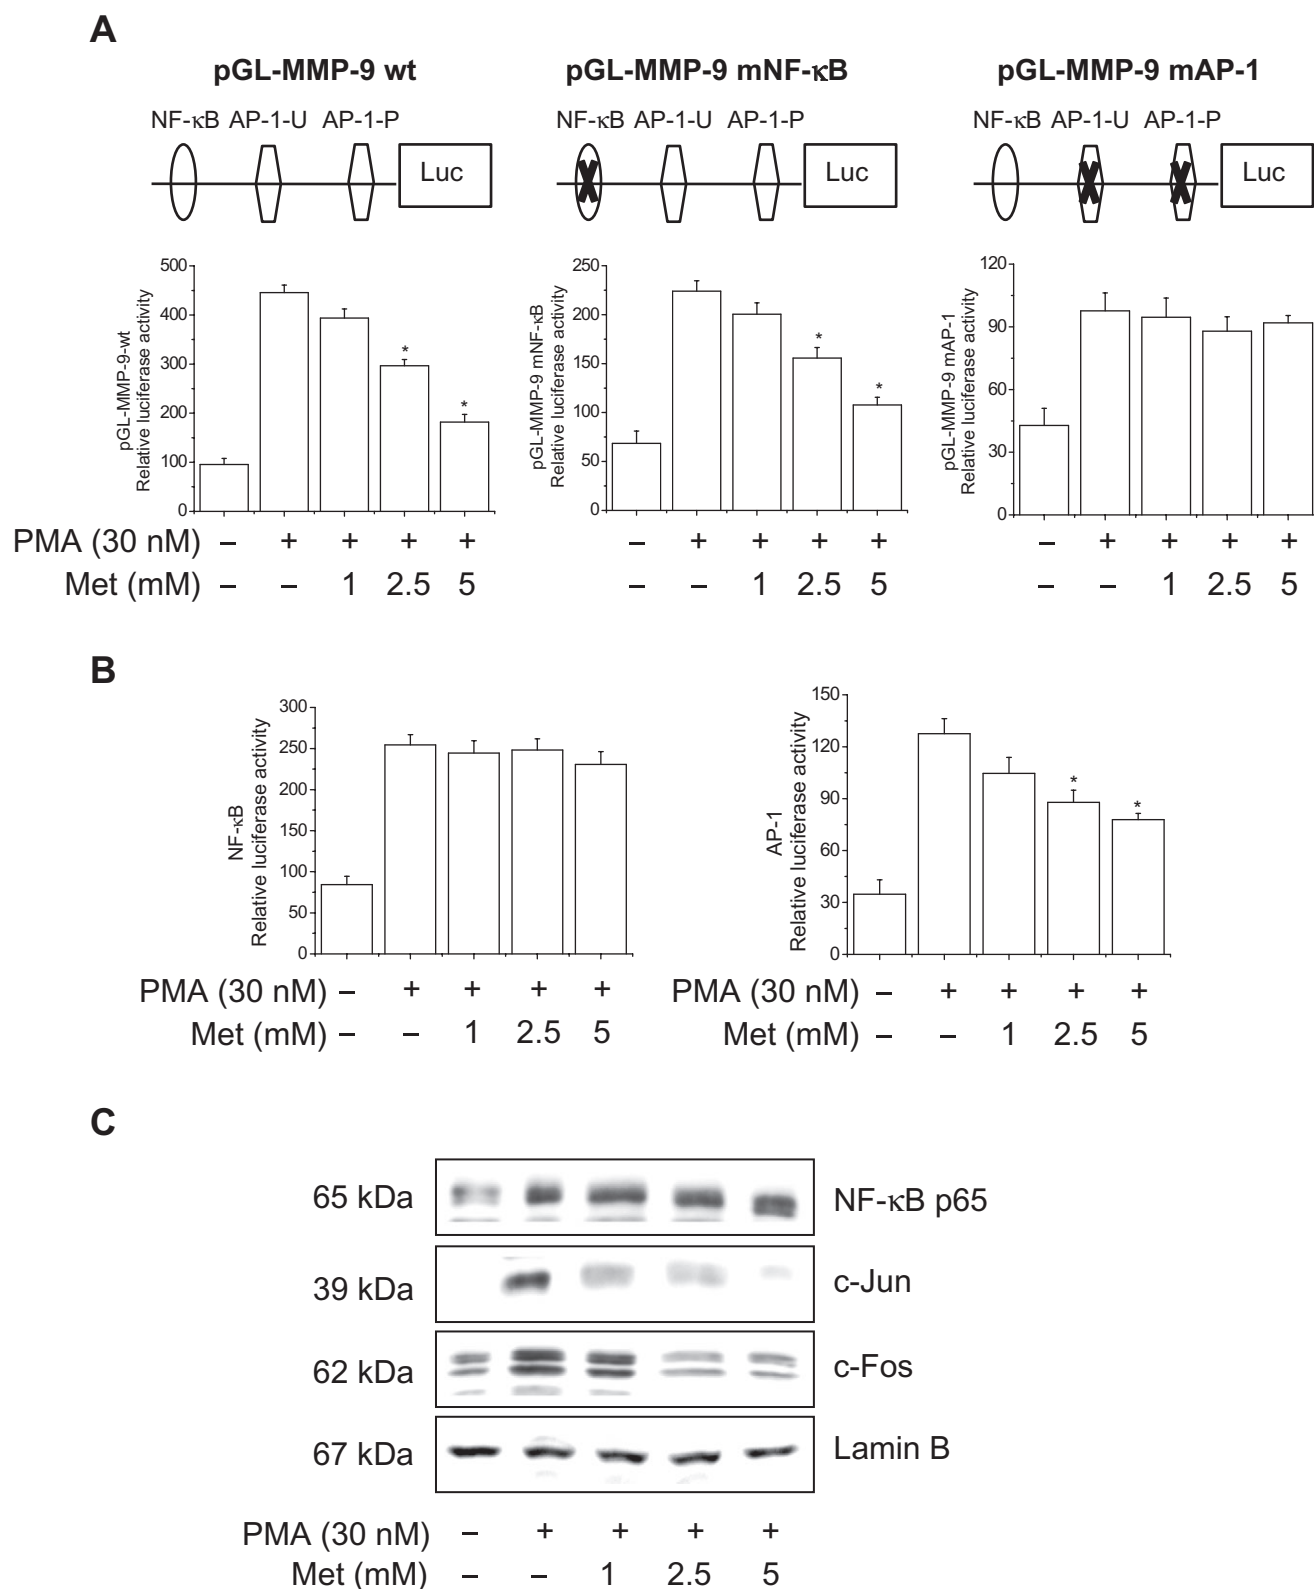 A
pGL-MMP-9 wt
pGL-MMP-9 mNF-κB
pGL-MMP-9 mAP-1
NF-κB AP-1-U AP-1-P
NF-κB AP-1-U AP-1-P
NF-κB AP-1-U AP-1-P
Luc
Luc
Luc
pGL-MMP-9-wt
Relative luciferase activity
500
400
300
200
100
0
*
*
pGL-MMP-9 mNF-κB
Relative luciferase activity
250
200
150
100
50
0
*
*
pGL-MMP-9 mAP-1
Relative luciferase activity
120
90
60
30
0
PMA (30 nM) – + + + + – + + + + – + + + +
Met (mM) – – 1 2.5 5 – – 1 2.5 5 – – 1 2.5 5
B
NF-κB
Relative luciferase activity
300
250
200
150
100
50
0
AP-1
Relative luciferase activity
150
120
90
60
30
0
*
*
PMA (30 nM) – + + + +
Met (mM) – – 1 2.5 5
PMA (30 nM) – + + + +
Met (mM) – – 1 2.5 5
C
65 kDa NF-κB p65
39 kDa c-Jun
62 kDa c-Fos
67 kDa Lamin B
PMA (30 nM) – + + + +
Met (mM) – – 1 2.5 5